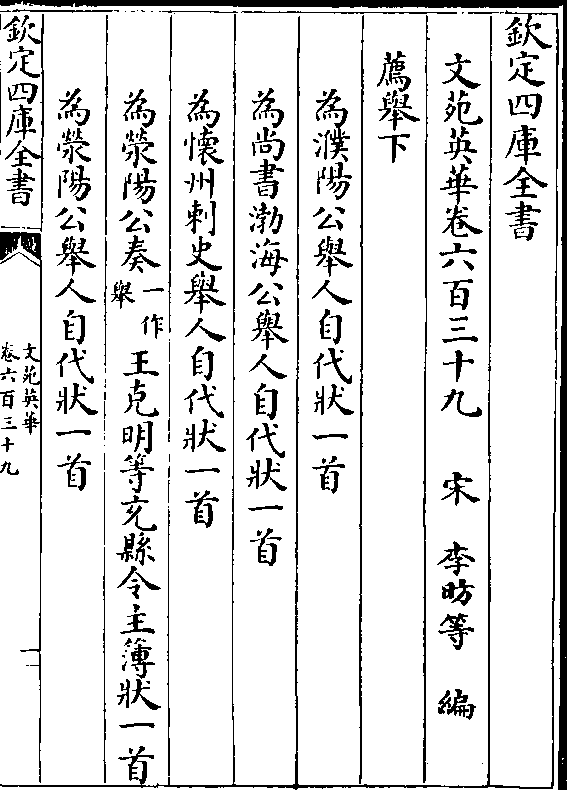 欽定四庫全書
文苑英華卷六百三十九 宋 李昉等 編
薦舉下
為濮陽公舉人自代狀一首
為尚書渤海公舉人自代狀一首
為懷州刺史舉人自代狀一首
為滎陽公奏一作舉王克明等充縣令主簿狀一首
為滎陽公舉人自代狀一首
欽定四庫全書
文苑英華
卷六百三十九
一